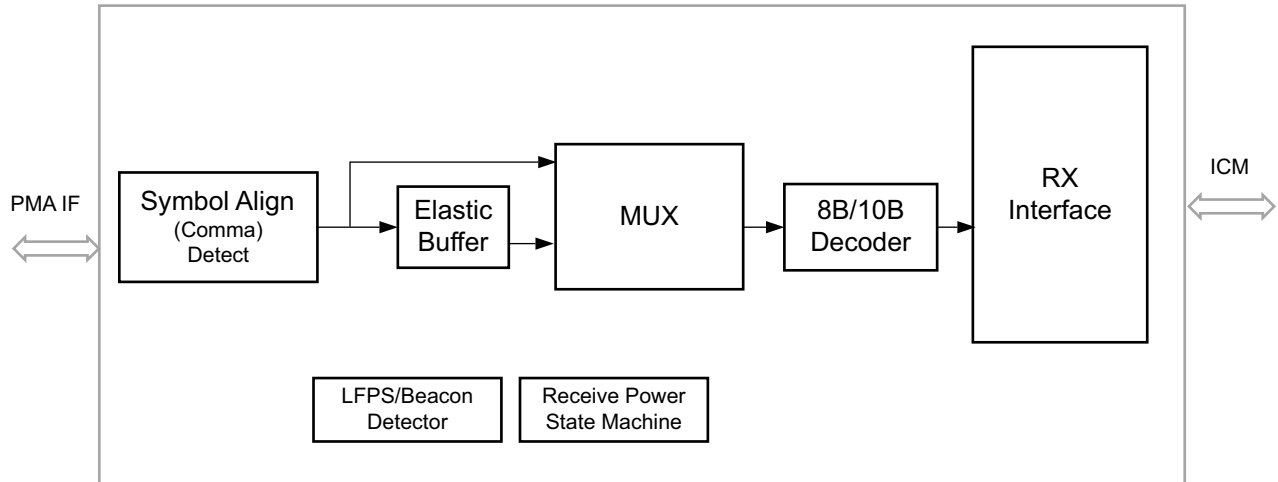 PMA IF
Symbol Align
(Comma)
Detect
Elastic
Buffer
MUX
8B/10B
Decoder
RX
Interface
ICM
LFPS/Beacon
Detector
Receive Power
State Machine